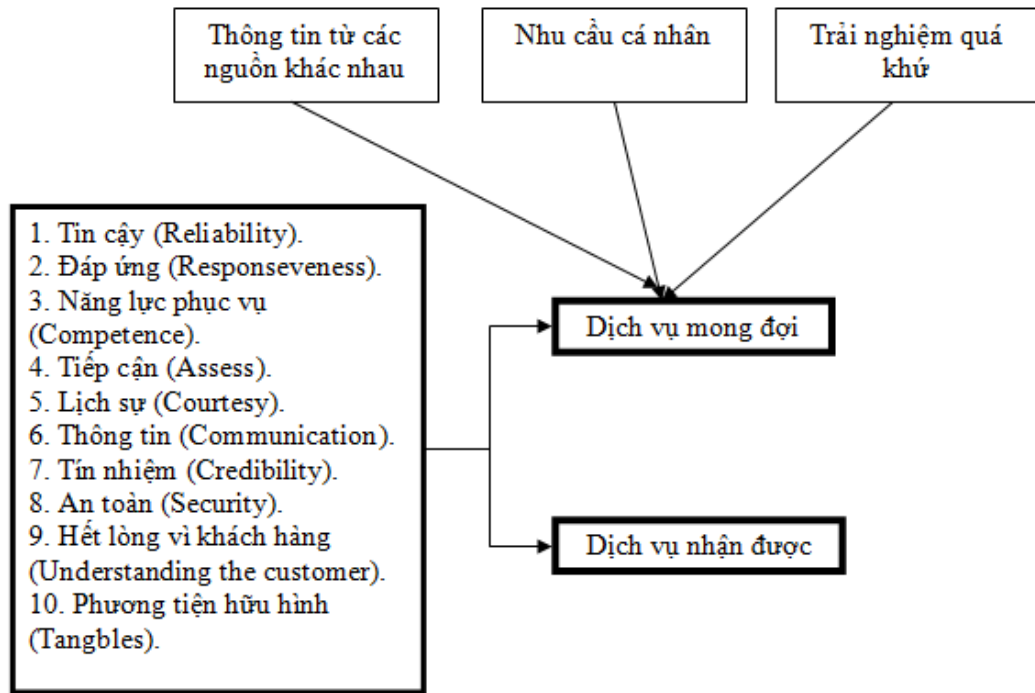 Thông tin từ các
nguồn khác nhau
Nhu cầu cá nhân
Trải nghiệm quá
khứ
1. Tin cậy (Reliability).
2. Đáp ứng (Responseveness).
3. Năng lực phục vụ
(Competence).
4. Tiếp cận (Assess).
5. Lịch sự (Courtesy).
6. Thông tin (Communication).
7. Tín nhiệm (Credibility).
8. An toàn (Security).
9. Hết lòng vì khách hàng
(Understanding the customer).
10. Phương tiện hữu hình
(Tangbles).
Dịch vụ mong đợi
Dịch vụ nhận được